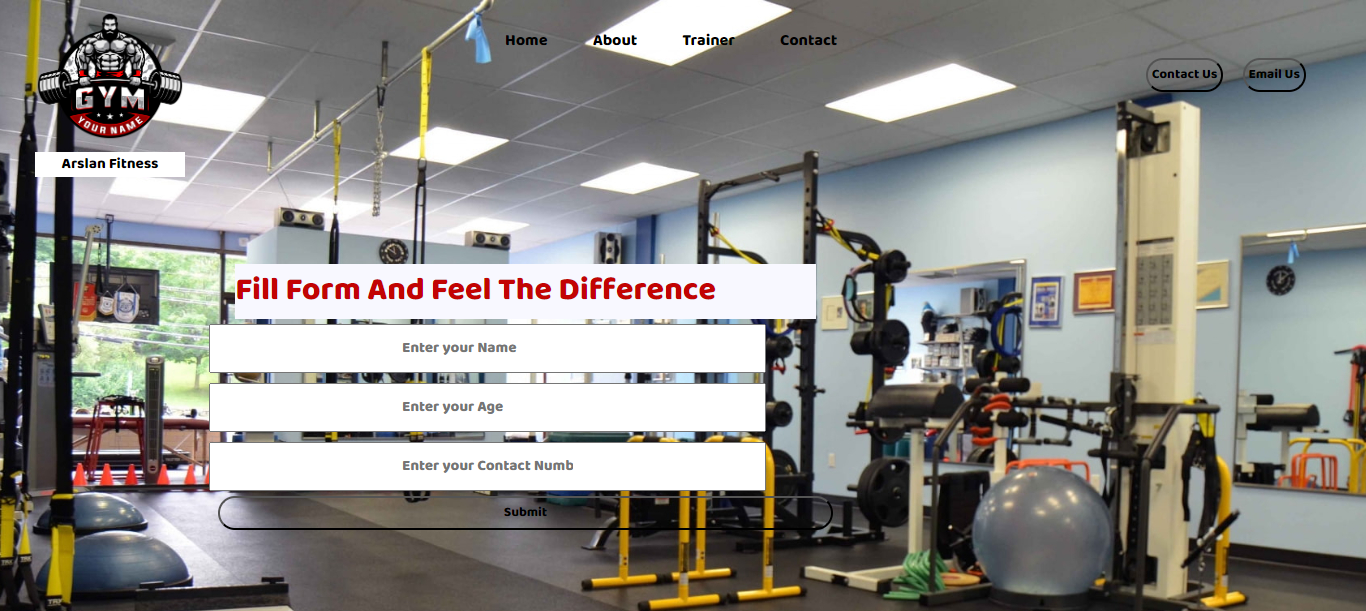 GYM
YOUR NAME
Arslan Fitness
Home
About
Trainer
Contact
Contact Us
Email Us
Fill Form And Feel The Difference
Enter your Name
Enter your Age
Enter your Contact Numb
Submit
7